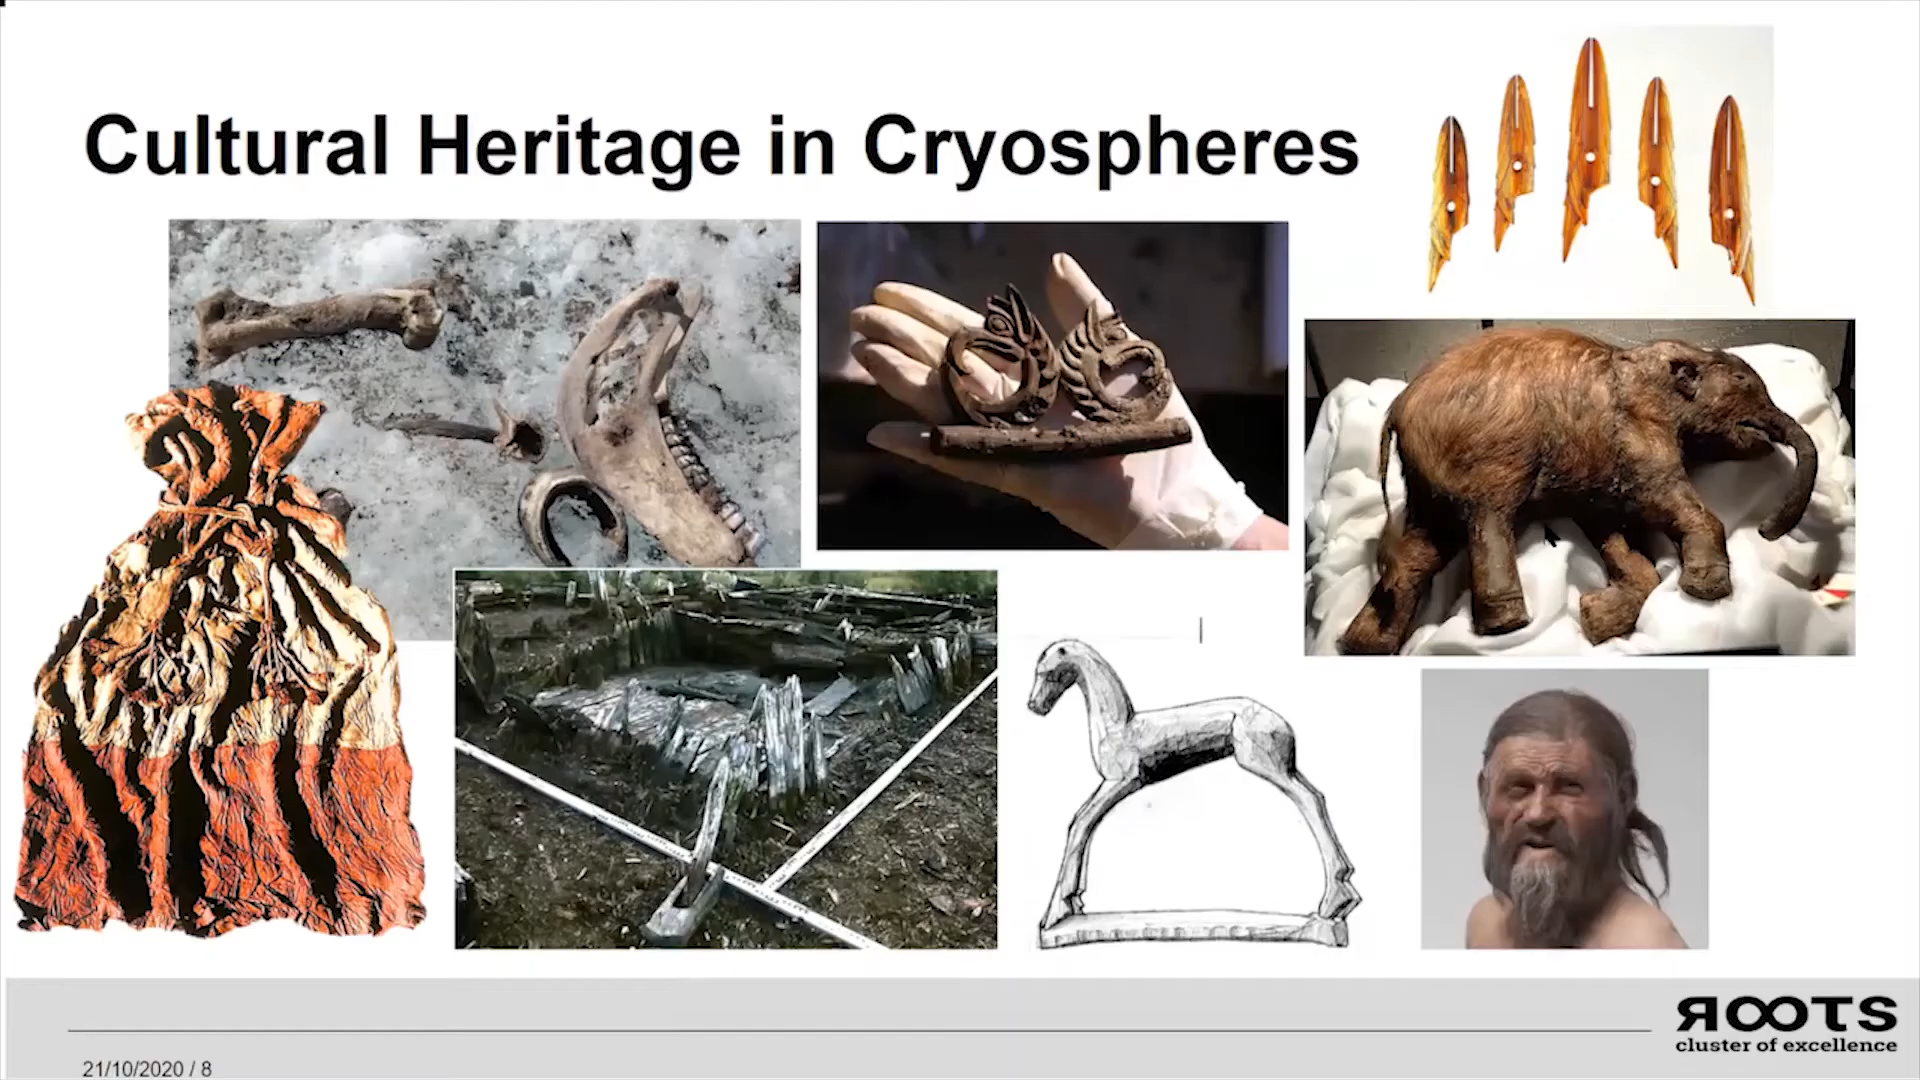 Cultural Heritage in Cryospheres
21/10/2020 / 8
ROOTS
cluster of excellence